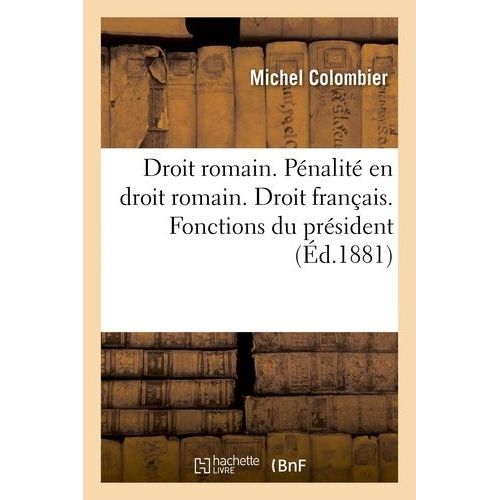 Michel Colombier
Droit romain. Pénalité en
droit romain. Droit français.
Fonctions du président
(Éd.1881)
hachette
LIVRE
{BnF